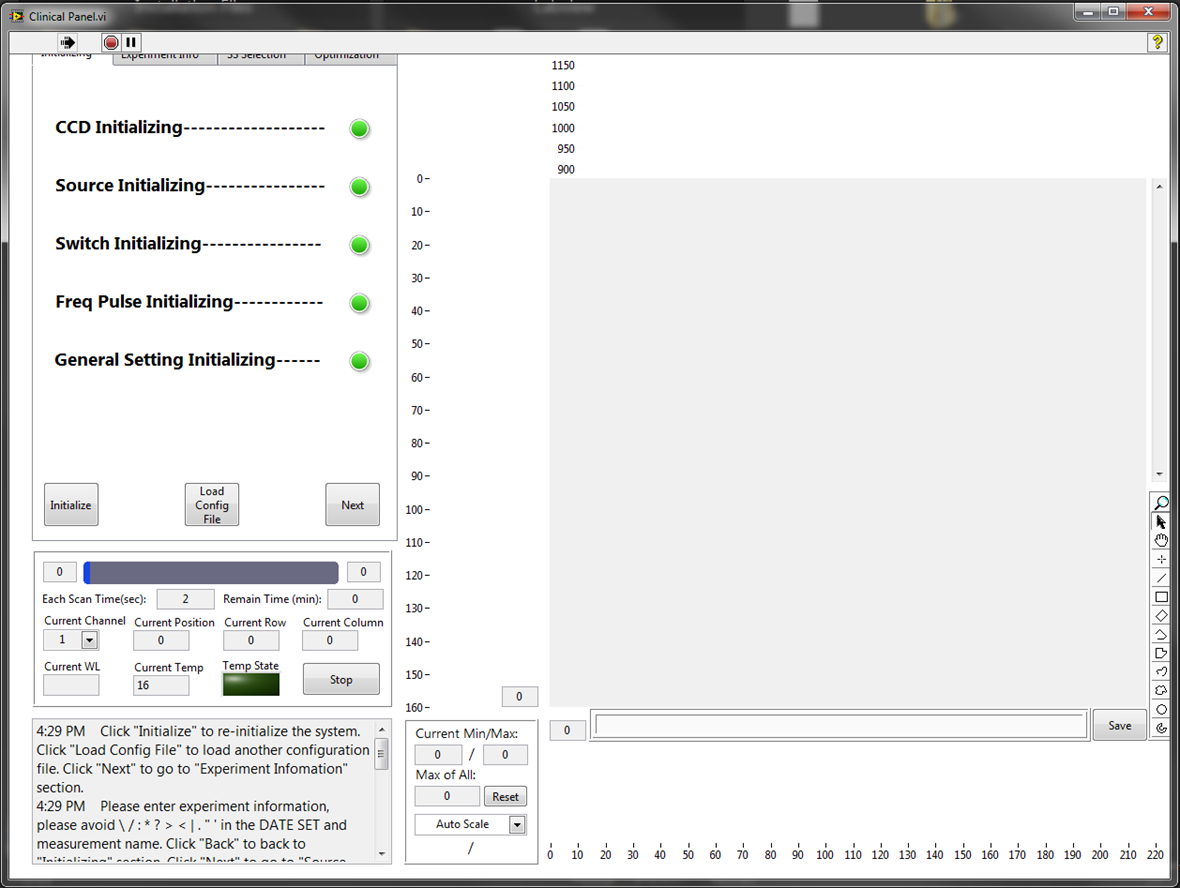 Clinical Panel.vi
Initializing Experiment Info SS Selection Optimization
CCD Initializing-------------------
Source Initializing----------------
Switch Initializing----------------
Freq Pulse Initializing------------
General Setting Initializing------
Initialize
Load
Config
File
Next
0 0
Each Scan Time(sec): 2 Remain Time (min): 0
Current Channel Current Position Current Row Current Column
1 0 0 0
Current WL Current Temp Temp State
16
Stop
4:29 PM Click "Initialize" to re-initialize the system.
Click "Load Config File" to load another configuration
file. Click "Next" to go to "Experiment Infomation"
section.
4:29 PM Please enter experiment information,
please avoid \ / : * ? > < | . " ' in the DATE SET and
measurement name. Click "Back" to back to
"Initializing" section. Click "Next" to go to "Source
1150
1100
1050
1000
950
900
0
10
20
30
40
50
60
70
80
90
100
110
120
130
140
150
160
0
Current Min/Max:
0 / 0
Max of All:
0 Reset
Auto Scale
/
0
Save
0 10 20 30 40 50 60 70 80 90 100 110 120 130 140 150 160 170 180 190 200 210 220
?